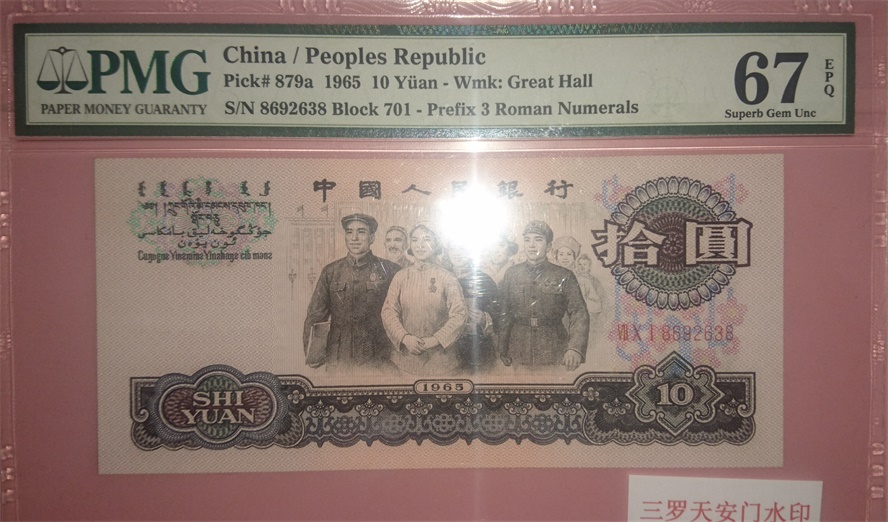 PMG
PAPER MONEY GUARANTY
China / Peoples Republic
Pick# 879a 1965 10 Yüan - Wmk: Great Hall
S/N 8692638 Block 701 - Prefix 3 Roman Numerals
67
EPQ
Superb Gem Unc
中國人民銀行
拾圓
ⅧⅩⅠ8692638
1965
SHI
YUAN
10
三罗天安门水印